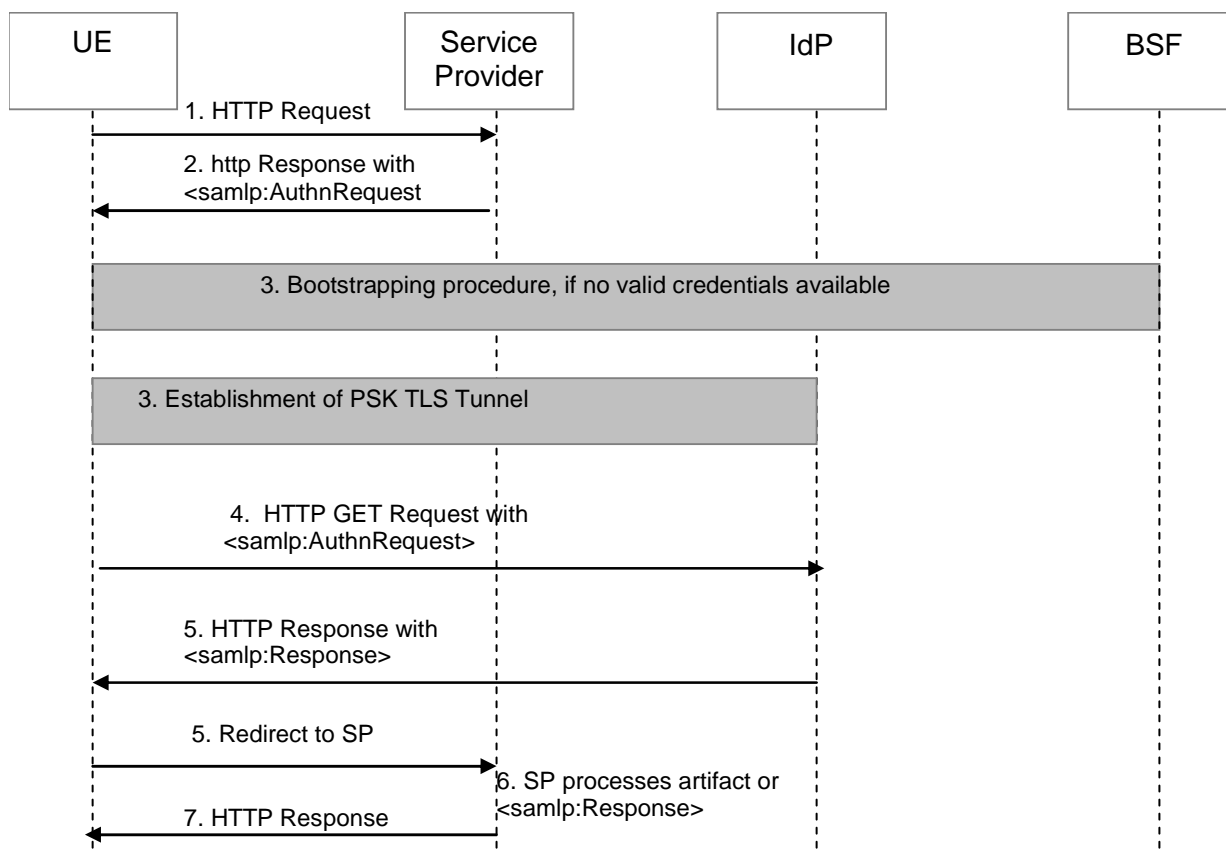 UE
Service
Provider
IdP
BSF
1. HTTP Request
2. http Response with
<samlp:AuthnRequest
3. Bootstrapping procedure, if no valid credentials available
3. Establishment of PSK TLS Tunnel
4. HTTP GET Request with
<samlp:AuthnRequest>
5. HTTP Response with
<samlp:Response>
5. Redirect to SP
6. SP processes artifact or
<samlp:Response>
7. HTTP Response